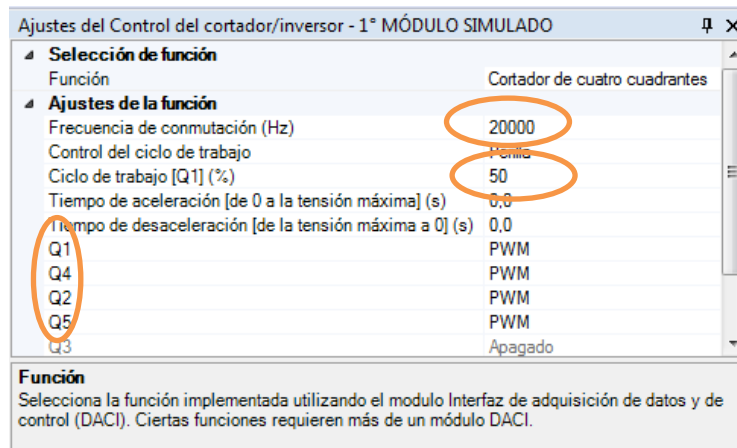 Ajustes del Control del cortador/inversor - 1° MÓDULO SIMULADO
Selección de función
Función Cortador de cuatro cuadrantes
Ajustes de la función
Frecuencia de conmutación (Hz) 20000
Control del ciclo de trabajo Perilla
Ciclo de trabajo [Q1] (%) 50
Tiempo de aceleración [de 0 a la tensión máxima] (s) 0,0
Tiempo de desaceleración [de la tensión máxima a 0] (s) 0,0
Q1 PWM
Q4 PWM
Q2 PWM
Q5 PWM
Q3 Apagado
Función
Selecciona la función implementada utilizando el modulo Interfaz de adquisición de datos y de
control (DACI). Ciertas funciones requieren más de un módulo DACI.